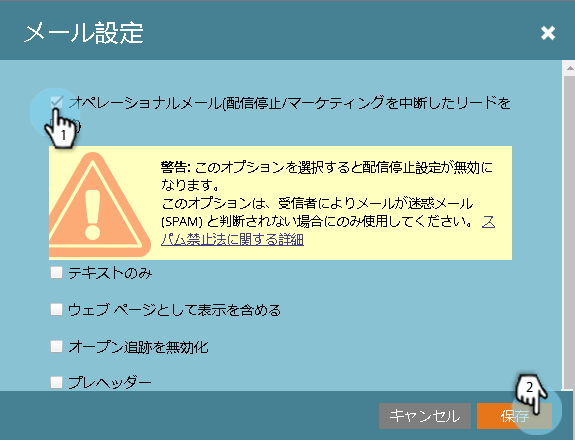 メール設定
オペレーショナルメール(配信停止/マーケティングを中断したリードを
)
1
警告: このオプションを選択すると配信停止設定が無効に
なります。
このオプションは、受信者によりメールが迷惑メール
(SPAM) と判断されない場合にのみ使用してください。 ス
パム禁止法に関する詳細
テキストのみ
ウェブ ページとして表示を含める
オープン追跡を無効化
プレヘッダー
2
キャンセル 保存